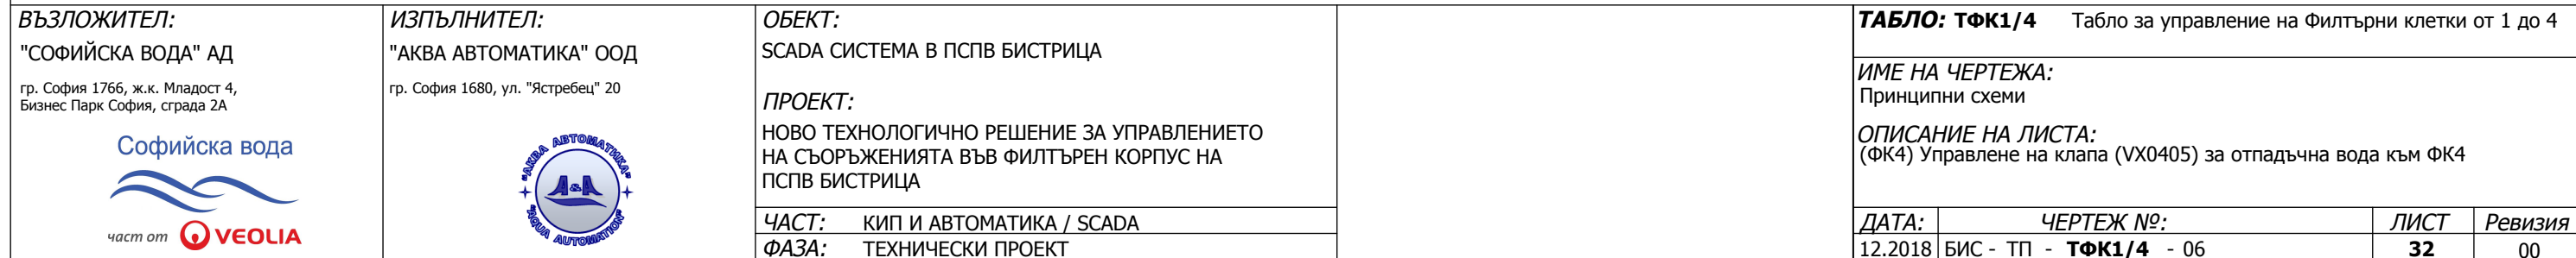 ВЪЗЛОЖИТЕЛ:
"СОФИЙСКА ВОДА" АД
гр. София 1766, ж.к. Младост 4,
Бизнес Парк София, сграда 2А
Софийска вода
част от VEOLIA
ИЗПЪЛНИТЕЛ:
"АКВА АВТОМАТИКА" ООД
гр. София 1680, ул. "Ястребец" 20
"АКВА АВТОМАТИКА"
A&A
"AQUA AUTOMATION"
ОБЕКТ:
SCADA СИСТЕМА В ПСПВ БИСТРИЦА
ПРОЕКТ:
НОВО ТЕХНОЛОГИЧНО РЕШЕНИЕ ЗА УПРАВЛЕНИЕТО
НА СЪОРЪЖЕНИЯТА ВЪВ ФИЛТЪРЕН КОРПУС НА
ПСПВ БИСТРИЦА
ЧАСТ: КИП И АВТОМАТИКА / SCADA
ФАЗА: ТЕХНИЧЕСКИ ПРОЕКТ
ТАБЛО: ТФК1/4 Табло за управление на Филтърни клетки от 1 до 4
ИМЕ НА ЧЕРТЕЖА:
Принципни схеми
ОПИСАНИЕ НА ЛИСТА:
(ФК4) Управлене на клапа (VX0405) за отпадъчна вода към ФК4
ДАТА: ЧЕРТЕЖ №: ЛИСТ Ревизия
12.2018 БИС - ТП - ТФК1/4 - 06 32 00